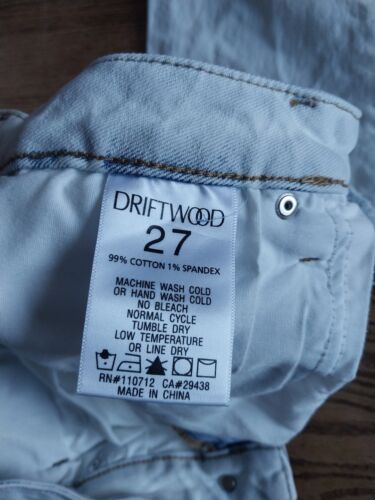 DRIFTWOOD
27
99% COTTON 1% SPANDEX
MACHINE WASH COLD
OR HAND WASH COLD
NO BLEACH
NORMAL CYCLE
TUMBLE DRY
LOW TEMPERATURE
OR LINE DRY
RN#110712 CA#29438
MADE IN CHINA